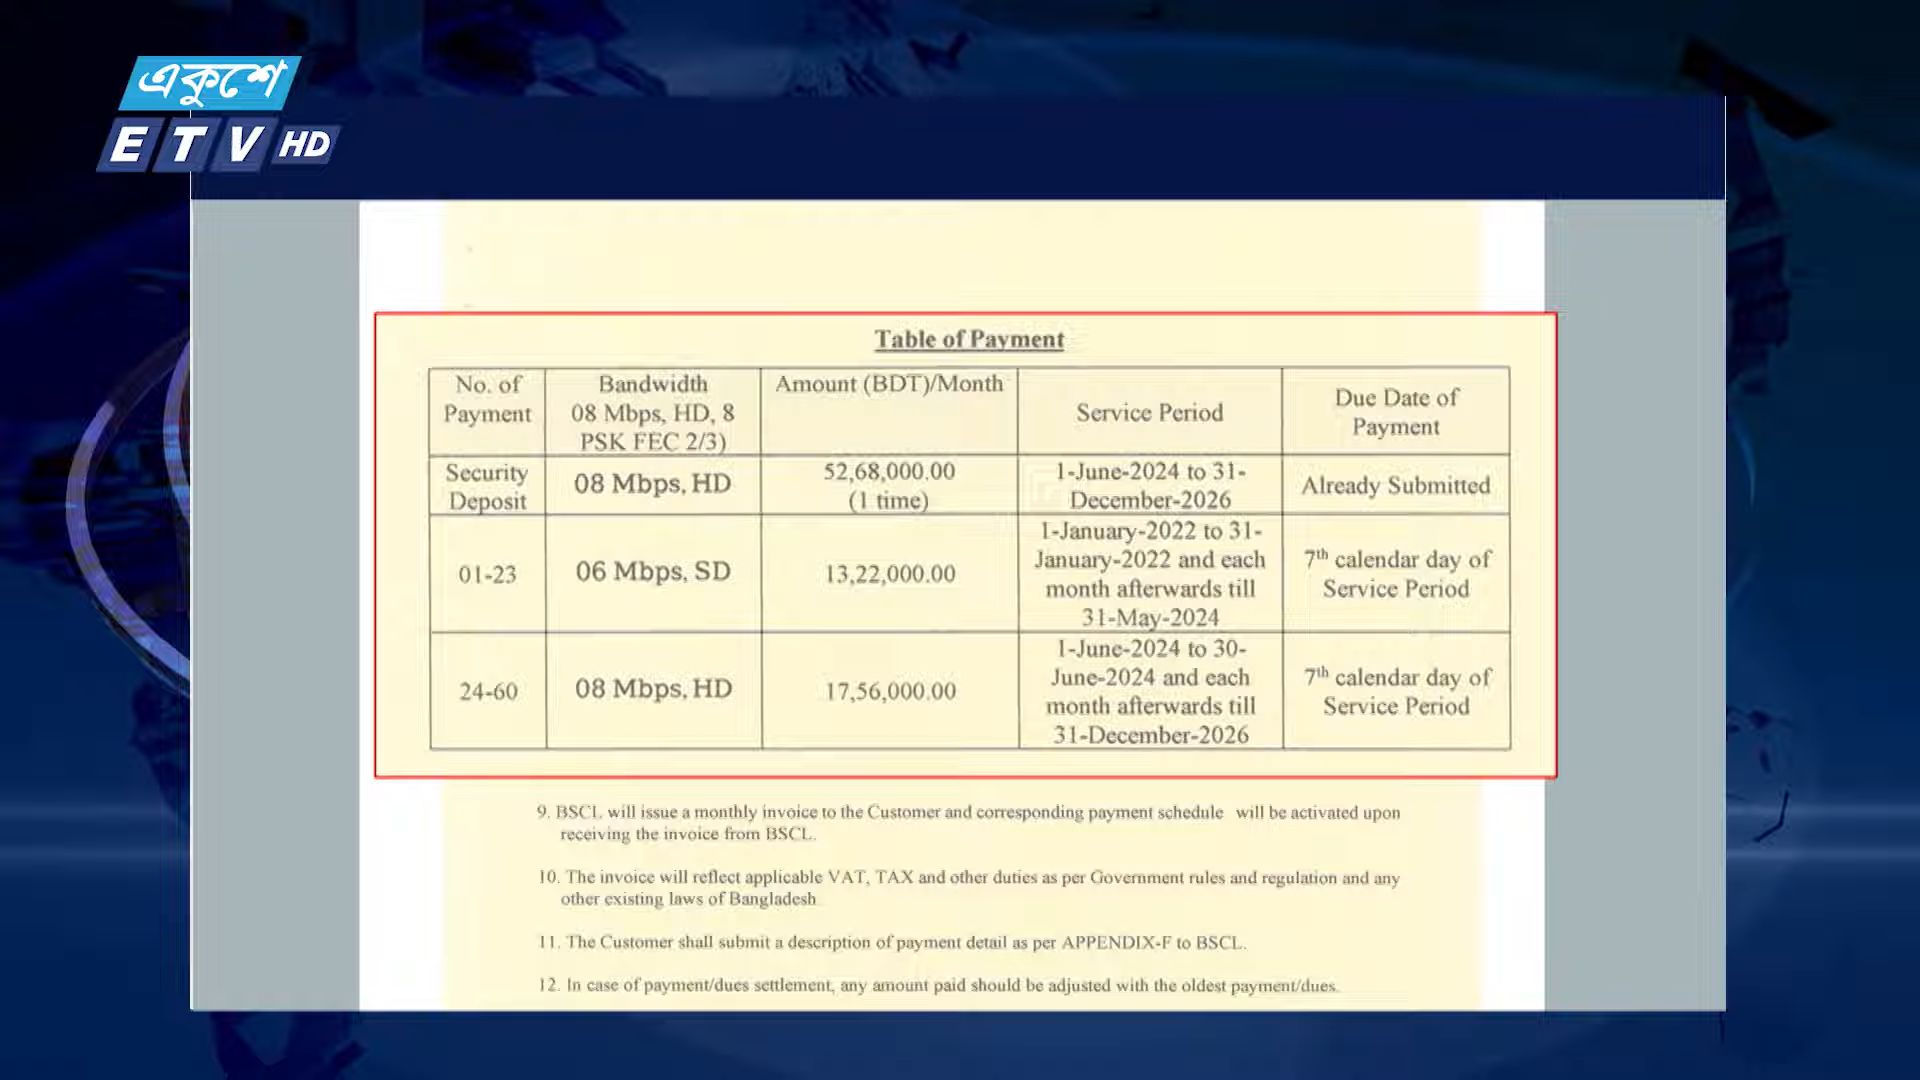 একুশে
ETV HD
Table of Payment
No. of Payment | Bandwidth 08 Mbps, HD, 8 PSK FEC 2/3) | Amount (BDT)/Month | Service Period | Due Date of Payment
Security Deposit | 08 Mbps, HD | 52,68,000.00 (1 time) | 1-June-2024 to 31-December-2026 | Already Submitted
01-23 | 06 Mbps, SD | 13,22,000.00 | 1-January-2022 to 31-January-2022 and each month afterwards till 31-May-2024 | 7th calendar day of Service Period
24-60 | 08 Mbps, HD | 17,56,000.00 | 1-June-2024 to 30-June-2024 and each month afterwards till 31-December-2026 | 7th calendar day of Service Period
9. BSCL will issue a monthly invoice to the Customer and corresponding payment schedule will be activated upon
receiving the invoice from BSCL.
10. The invoice will reflect applicable VAT, TAX and other duties as per Government rules and regulation and any
other existing laws of Bangladesh
11. The Customer shall submit a description of payment detail as per APPENDIX-F to BSCL.
12. In case of payment/dues settlement, any amount paid should be adjusted with the oldest payment/dues.